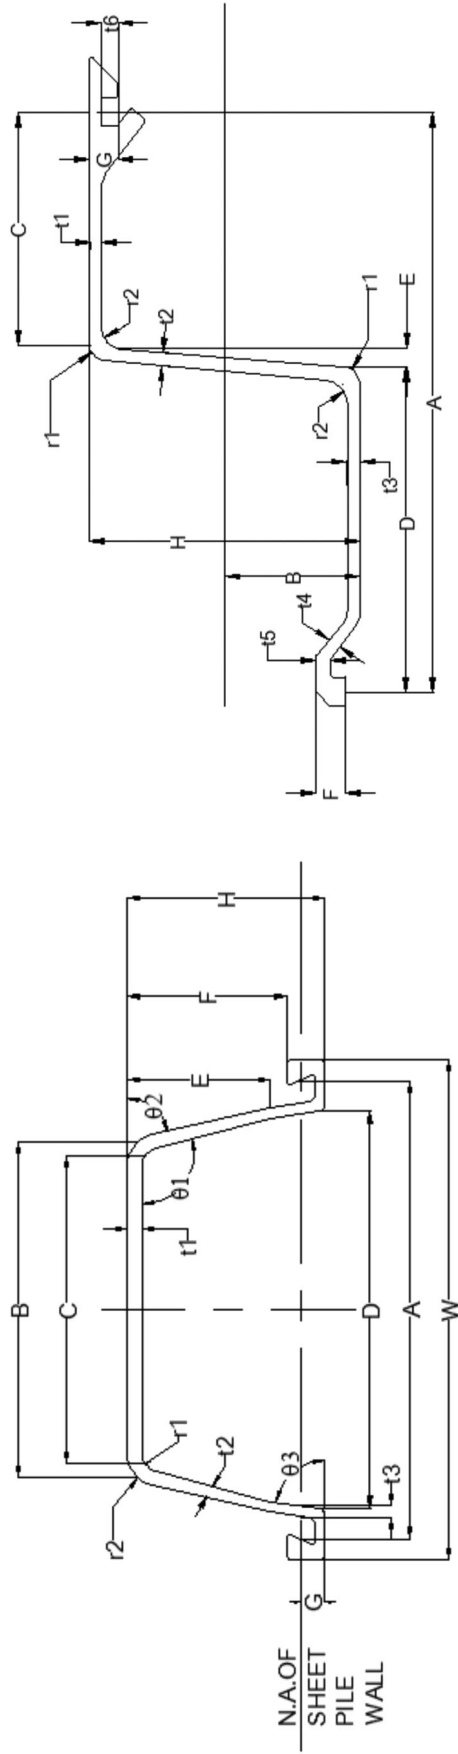 B
C
r2
r1
t1
θ1
θ2
E
F
H
t2
θ3
t3
G
D
A
W
N.A.OF
SHEET
PILE
WALL
r1
C
t1
G
t6
r2
t2
H
B
t5
t4
F
r2
r1
t3
E
D
A